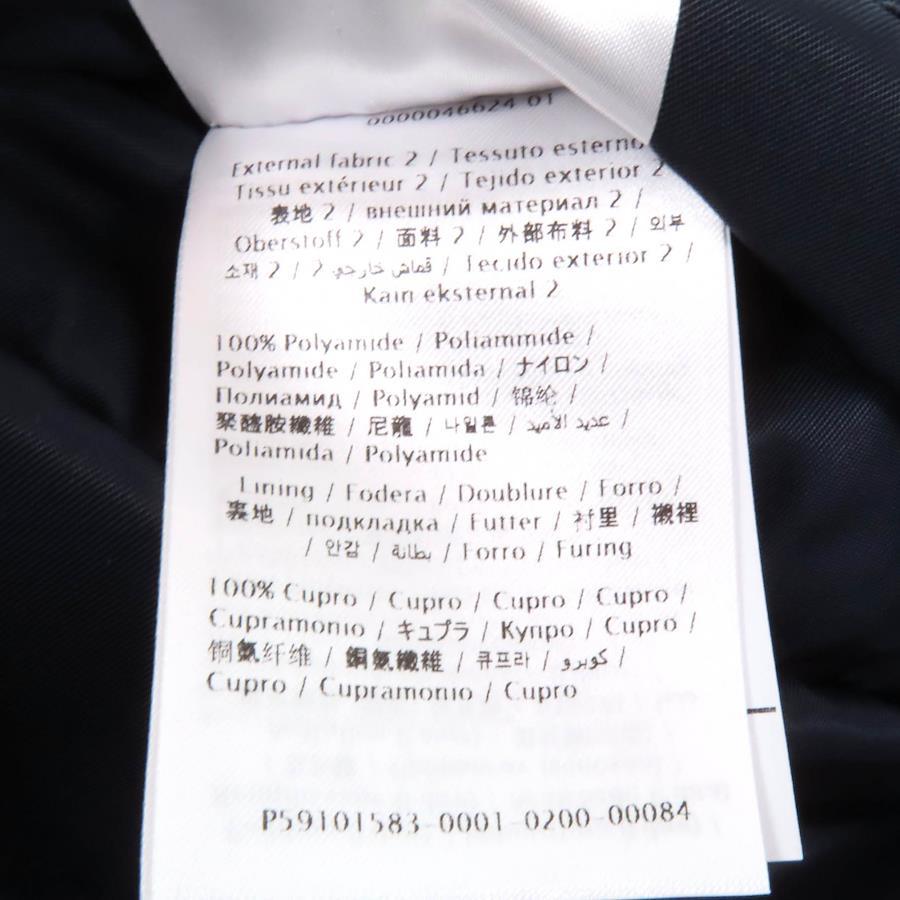 0000046624 01
External fabric 2 / Tessuto esterno
Tissu extérieur 2 / Tejido exterior 2
表地 2 / внешний материал 2 /
Oberstoff 2 / 面料 2 / 外部布料 2 / 외부
소재 2 / قماش خارجي 2 / Tecido exterior 2 /
Kain eksternal 2
100% Polyamide / Poliammide /
Polyamide / Poliamida / ナイロン /
Полиамид / Polyamid / 锦纶 /
聚醯胺纖維 / 尼龍 / 나일론 / عديد الأميد /
Poliamida / Polyamide
Lining / Fodera / Doublure / Forro /
裏地 / подкладка / Futter / 衬里 / 襯裡
/ 안감 / بطانة / Forro / Furing
100% Cupro / Cupro / Cupro / Cupro /
Cupramonio / キュプラ / Купро / Cupro /
铜氨纤维 / 銅氨纖維 / 큐프라 / كوبرو /
Cupro / Cupramonio / Cupro
P59101583-0001-0200-00084